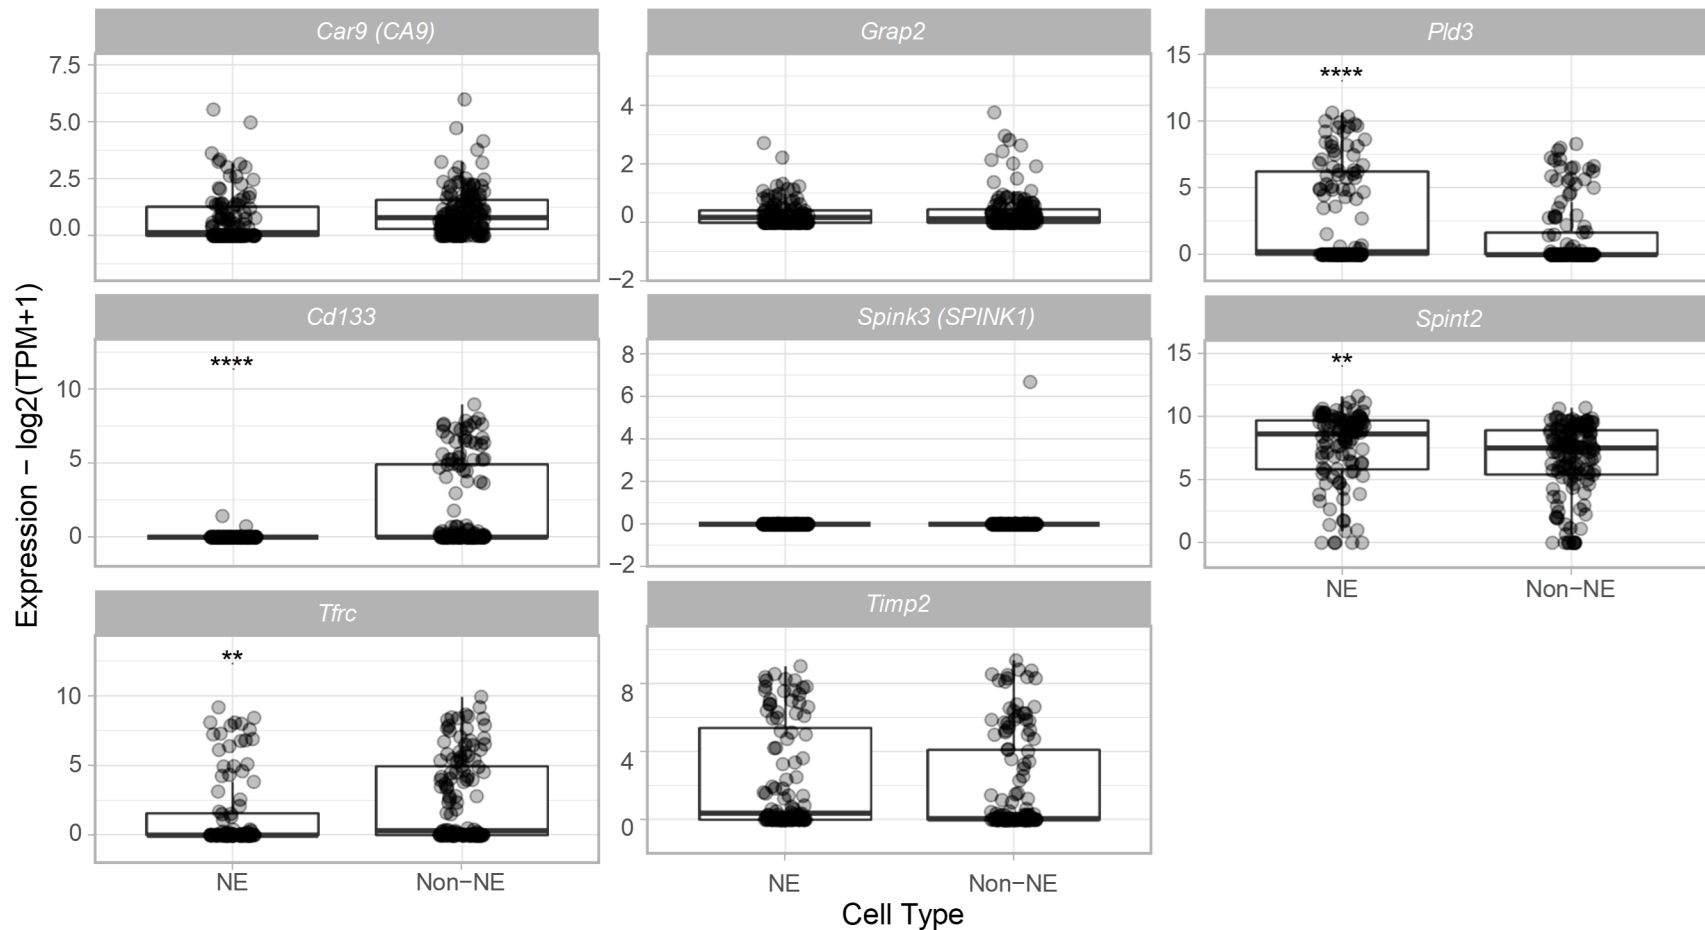 Car9 (CA9)
Grap2
Pld3
7.5
5.0
2.5
0.0
4
2
0
−2
15
10
5
0
****
Cd133
Spink3 (SPINK1)
Spint2
10
5
0
****
8
6
4
2
0
−2
15
10
5
0
**
NE
Non−NE
Tfrc
Timp2
10
5
0
**
8
4
0
NE
Non−NE
NE
Non−NE
Expression − log2(TPM+1)
Cell Type